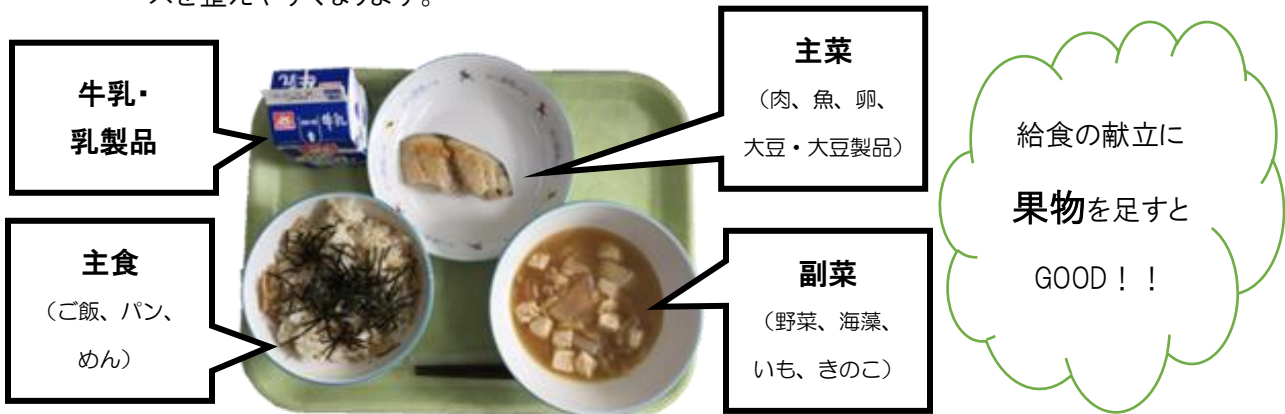 牛乳・
乳製品
主菜
（肉、魚、卵、
大豆・大豆製品）
主食
（ご飯、パン、
めん）
副菜
（野菜、海藻、
いも、きのこ）
給食の献立に
果物を足すと
GOOD！！
牛乳